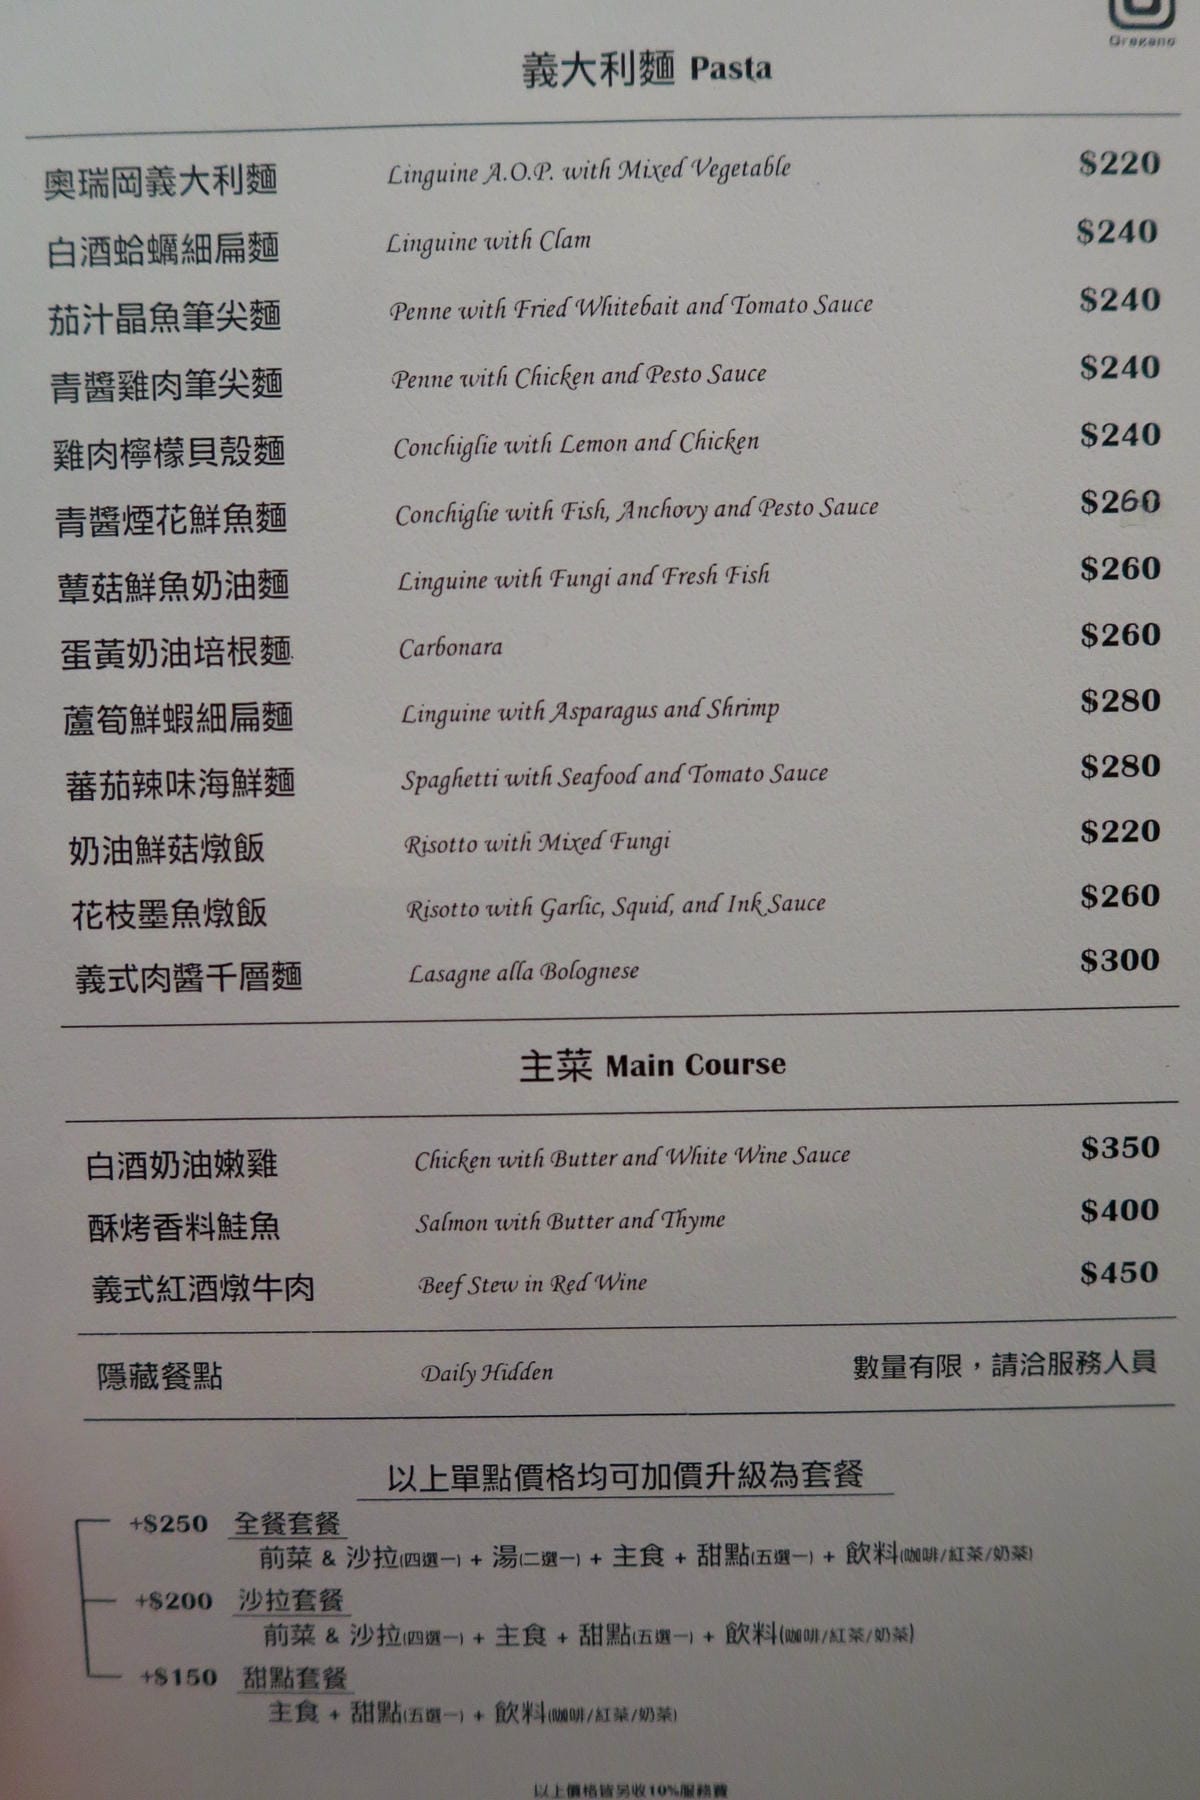 Oregano
義大利麵 Pasta
奧瑞岡義大利麵 Linguine A.O.P. with Mixed Vegetable $220
白酒蛤蠣細扁麵 Linguine with Clam $240
茄汁晶魚筆尖麵 Penne with Fried Whitebait and Tomato Sauce $240
青醬雞肉筆尖麵 Penne with Chicken and Pesto Sauce $240
雞肉檸檬貝殼麵 Conchiglie with Lemon and Chicken $240
青醬煙花鮮魚麵 Conchiglie with Fish, Anchovy and Pesto Sauce $260
蕈菇鮮魚奶油麵 Linguine with Fungi and Fresh Fish $260
蛋黃奶油培根麵 Carbonara $260
蘆筍鮮蝦細扁麵 Linguine with Asparagus and Shrimp $280
蕃茄辣味海鮮麵 Spaghetti with Seafood and Tomato Sauce $280
奶油鮮菇燉飯 Risotto with Mixed Fungi $220
花枝墨魚燉飯 Risotto with Garlic, Squid, and Ink Sauce $260
義式肉醬千層麵 Lasagne alla Bolognese $300
主菜 Main Course
白酒奶油嫩雞 Chicken with Butter and White Wine Sauce $350
酥烤香料鮭魚 Salmon with Butter and Thyme $400
義式紅酒燉牛肉 Beef Stew in Red Wine $450
隱藏餐點 Daily Hidden 數量有限，請洽服務人員
以上單點價格均可加價升級為套餐
+$250 全餐套餐
前菜 & 沙拉(四選一) + 湯(二選一) + 主食 + 甜點(五選一) + 飲料(咖啡/紅茶/奶茶)
+$200 沙拉套餐
前菜 & 沙拉(四選一) + 主食 + 甜點(五選一) + 飲料(咖啡/紅茶/奶茶)
+$150 甜點套餐
主食 + 甜點(五選一) + 飲料(咖啡/紅茶/奶茶)
以上價格皆另收10%服務費